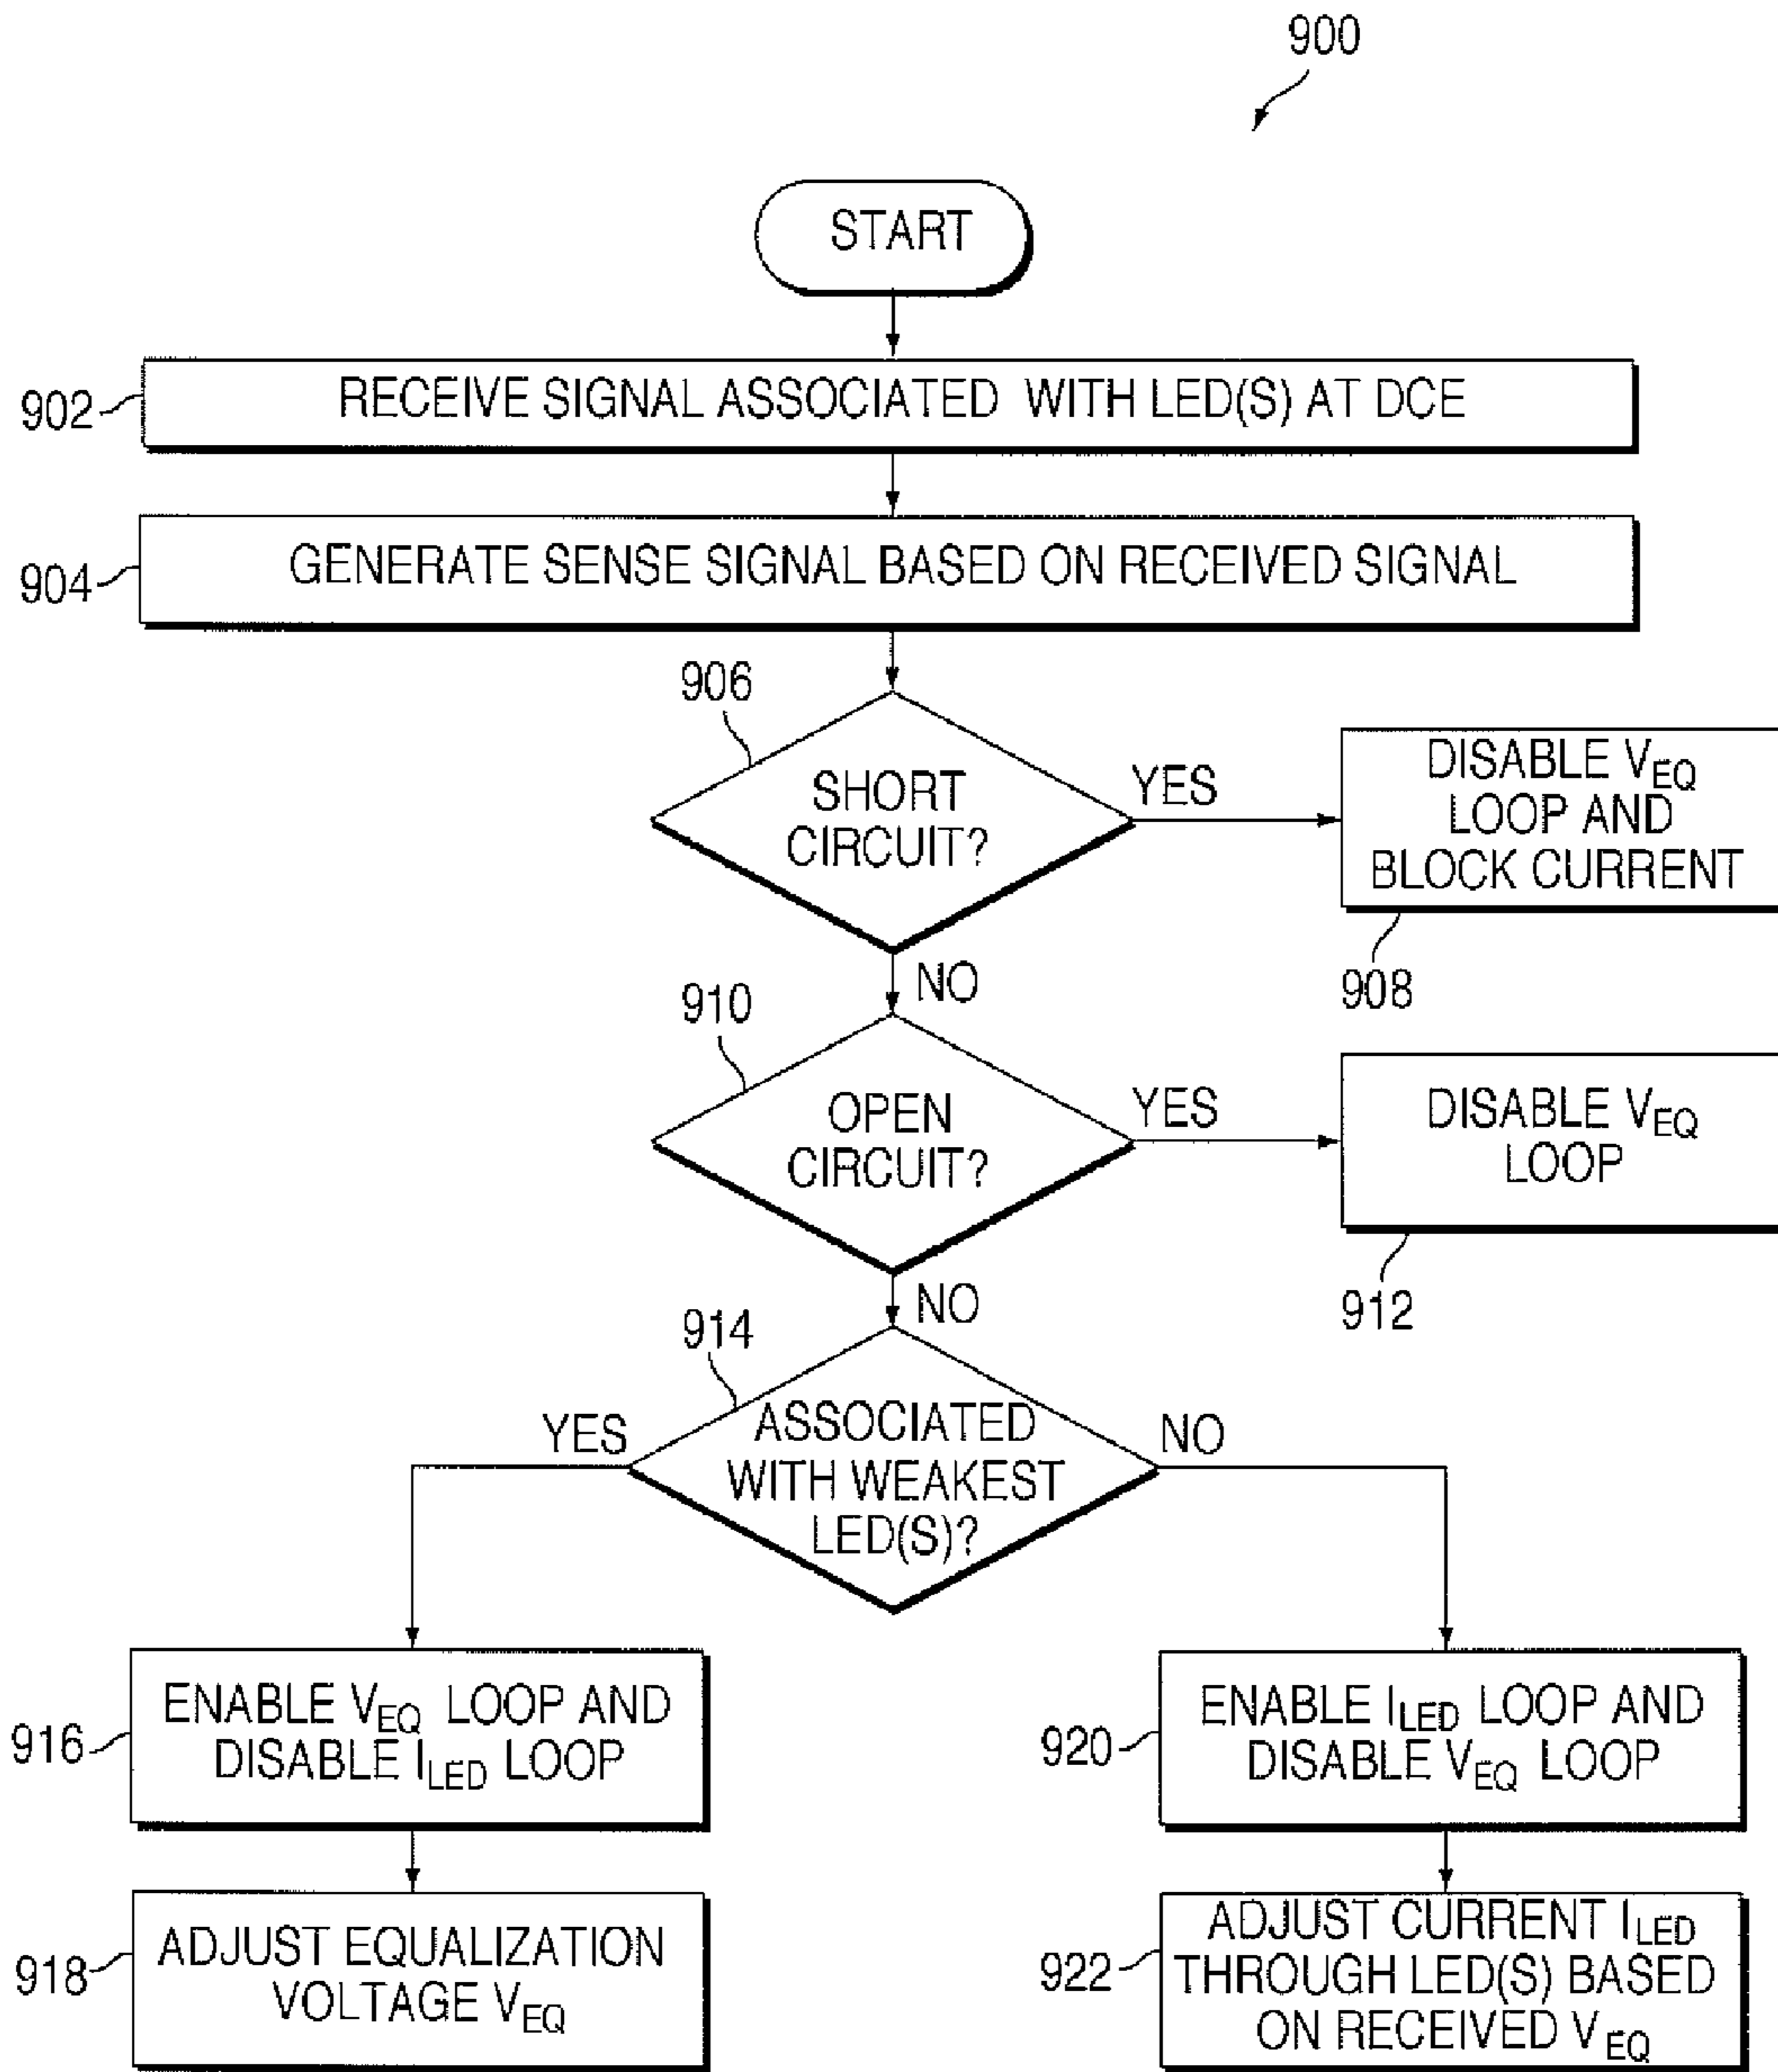 900
START
902
RECEIVE SIGNAL ASSOCIATED WITH LED(S) AT DCE
904
GENERATE SENSE SIGNAL BASED ON RECEIVED SIGNAL
906
SHORT
CIRCUIT?
YES
DISABLE VEQ
LOOP AND
BLOCK CURRENT
908
NO
910
OPEN
CIRCUIT?
YES
DISABLE VEQ
LOOP
912
NO
914
ASSOCIATED
WITH WEAKEST
LED(S)?
YES
NO
916
ENABLE VEQ LOOP AND
DISABLE ILED LOOP
920
ENABLE ILED LOOP AND
DISABLE VEQ LOOP
918
ADJUST EQUALIZATION
VOLTAGE VEQ
922
ADJUST CURRENT ILED
THROUGH LED(S) BASED
ON RECEIVED VEQ